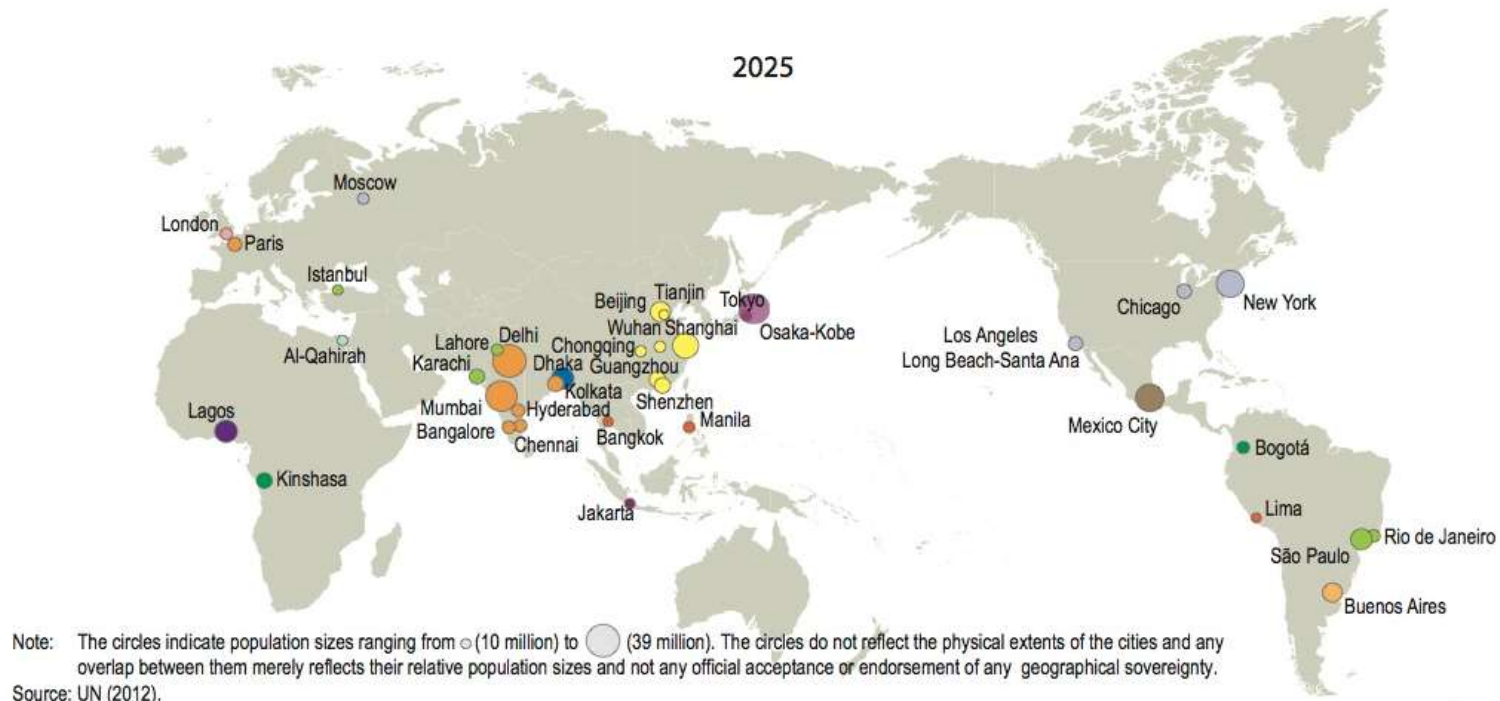 2025
Moscow
London
Paris
Istanbul
Al-Qahirah
Lagos
Kinshasa
Lahore
Delhi
Karachi
Dhaka
Kolkata
Mumbai
Hyderabad
Bangalore
Chennai
Beijing
Tianjin
Wuhan
Shanghai
Chongqing
Guangzhou
Shenzhen
Tokyo
Osaka-Kobe
Bangkok
Manila
Jakarta
Chicago
New York
Los Angeles
Long Beach-Santa Ana
Mexico City
Bogotá
Lima
Rio de Janeiro
São Paulo
Buenos Aires
Note: The circles indicate population sizes ranging from (10 million) to (39 million). The circles do not reflect the physical extents of the cities and any
overlap between them merely reflects their relative population sizes and not any official acceptance or endorsement of any geographical sovereignty.
Source: UN (2012).